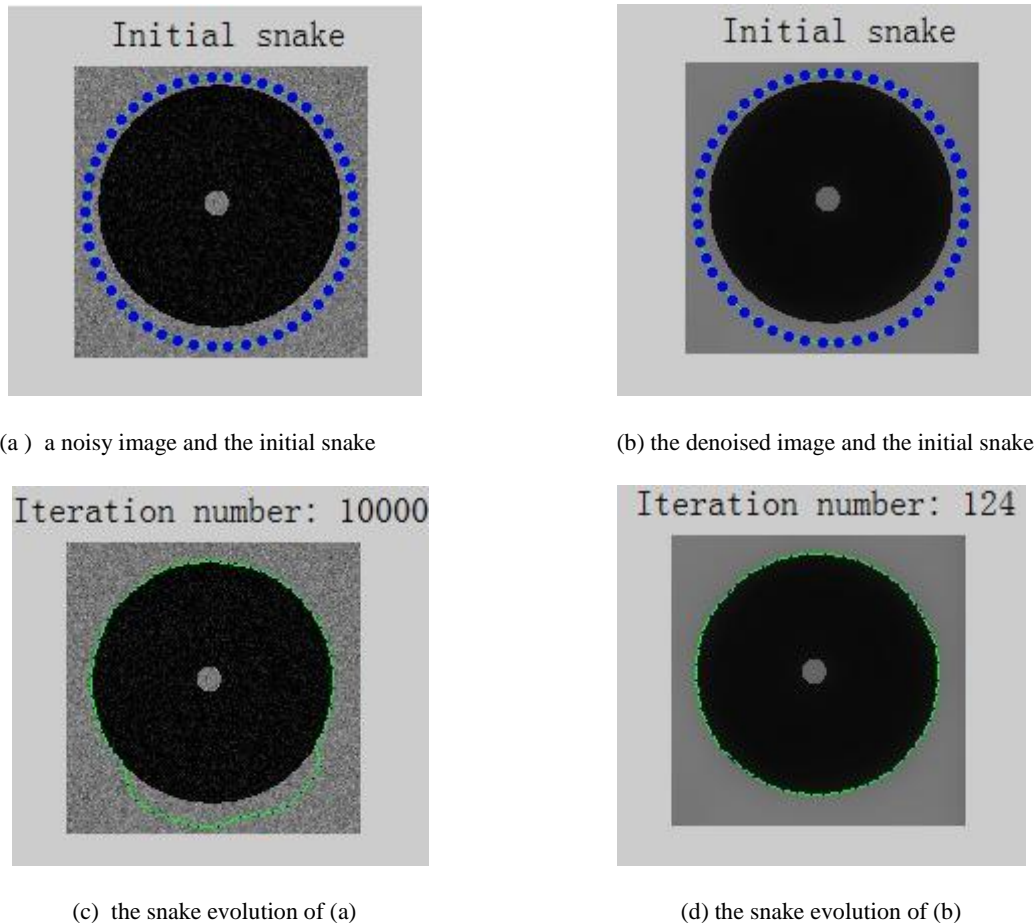 Initial snake
Initial snake
(a ) a noisy image and the initial snake
(b) the denoised image and the initial snake
Iteration number: 10000
Iteration number: 124
(c) the snake evolution of (a)
(d) the snake evolution of (b)